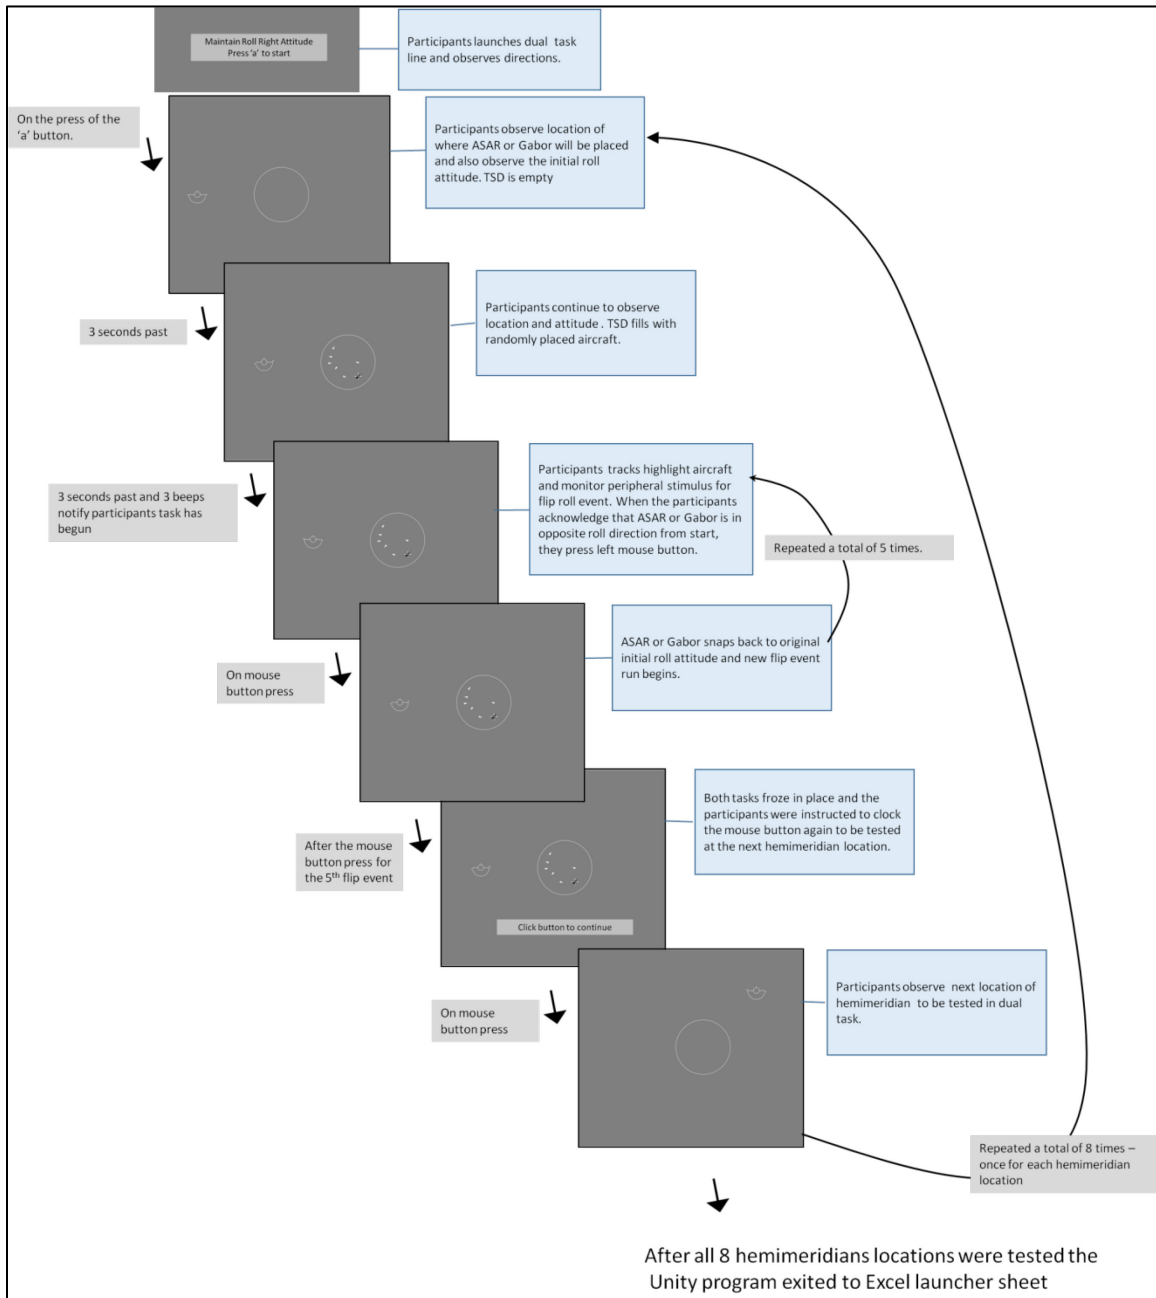 Maintain Roll Right Attitude
Press 'a' to start
Participants launches dual task
line and observes directions.
On the press of the
'a' button.
Participants observe location of
where ASAR or Gabor will be placed
and also observe the initial roll
attitude. TSD is empty
3 seconds past
Participants continue to observe
location and attitude . TSD fills with
randomly placed aircraft.
3 seconds past and 3 beeps
notify participants task has
begun
Participants tracks highlight aircraft
and monitor peripheral stimulus for
flip roll event. When the participants
acknowledge that ASAR or Gabor is in
opposite roll direction from start,
they press left mouse button.
Repeated a total of 5 times.
On mouse
button press
ASAR or Gabor snaps back to original
initial roll attitude and new flip event
run begins.
After the mouse
button press for
the 5th flip event
Both tasks froze in place and the
participants were instructed to clock
the mouse button again to be tested
at the next hemimeridian location.
Click button to continue
On mouse
button press
Participants observe next location of
hemimeridian to be tested in dual
task.
Repeated a total of 8 times –
once for each hemimeridian
location
After all 8 hemimeridians locations were tested the
Unity program exited to Excel launcher sheet